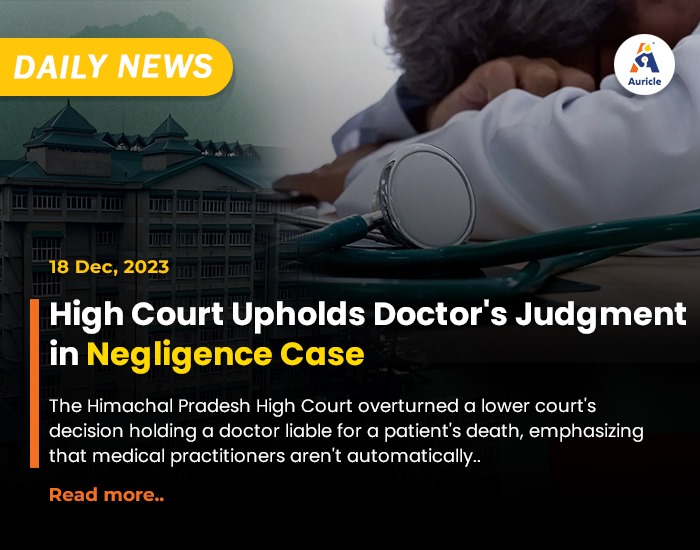 DAILY NEWS
Auricle
18 Dec, 2023
High Court Upholds Doctor's Judgment
in Negligence Case
The Himachal Pradesh High Court overturned a lower court's
decision holding a doctor liable for a patient's death, emphasizing
that medical practitioners aren't automatically..
Read more..